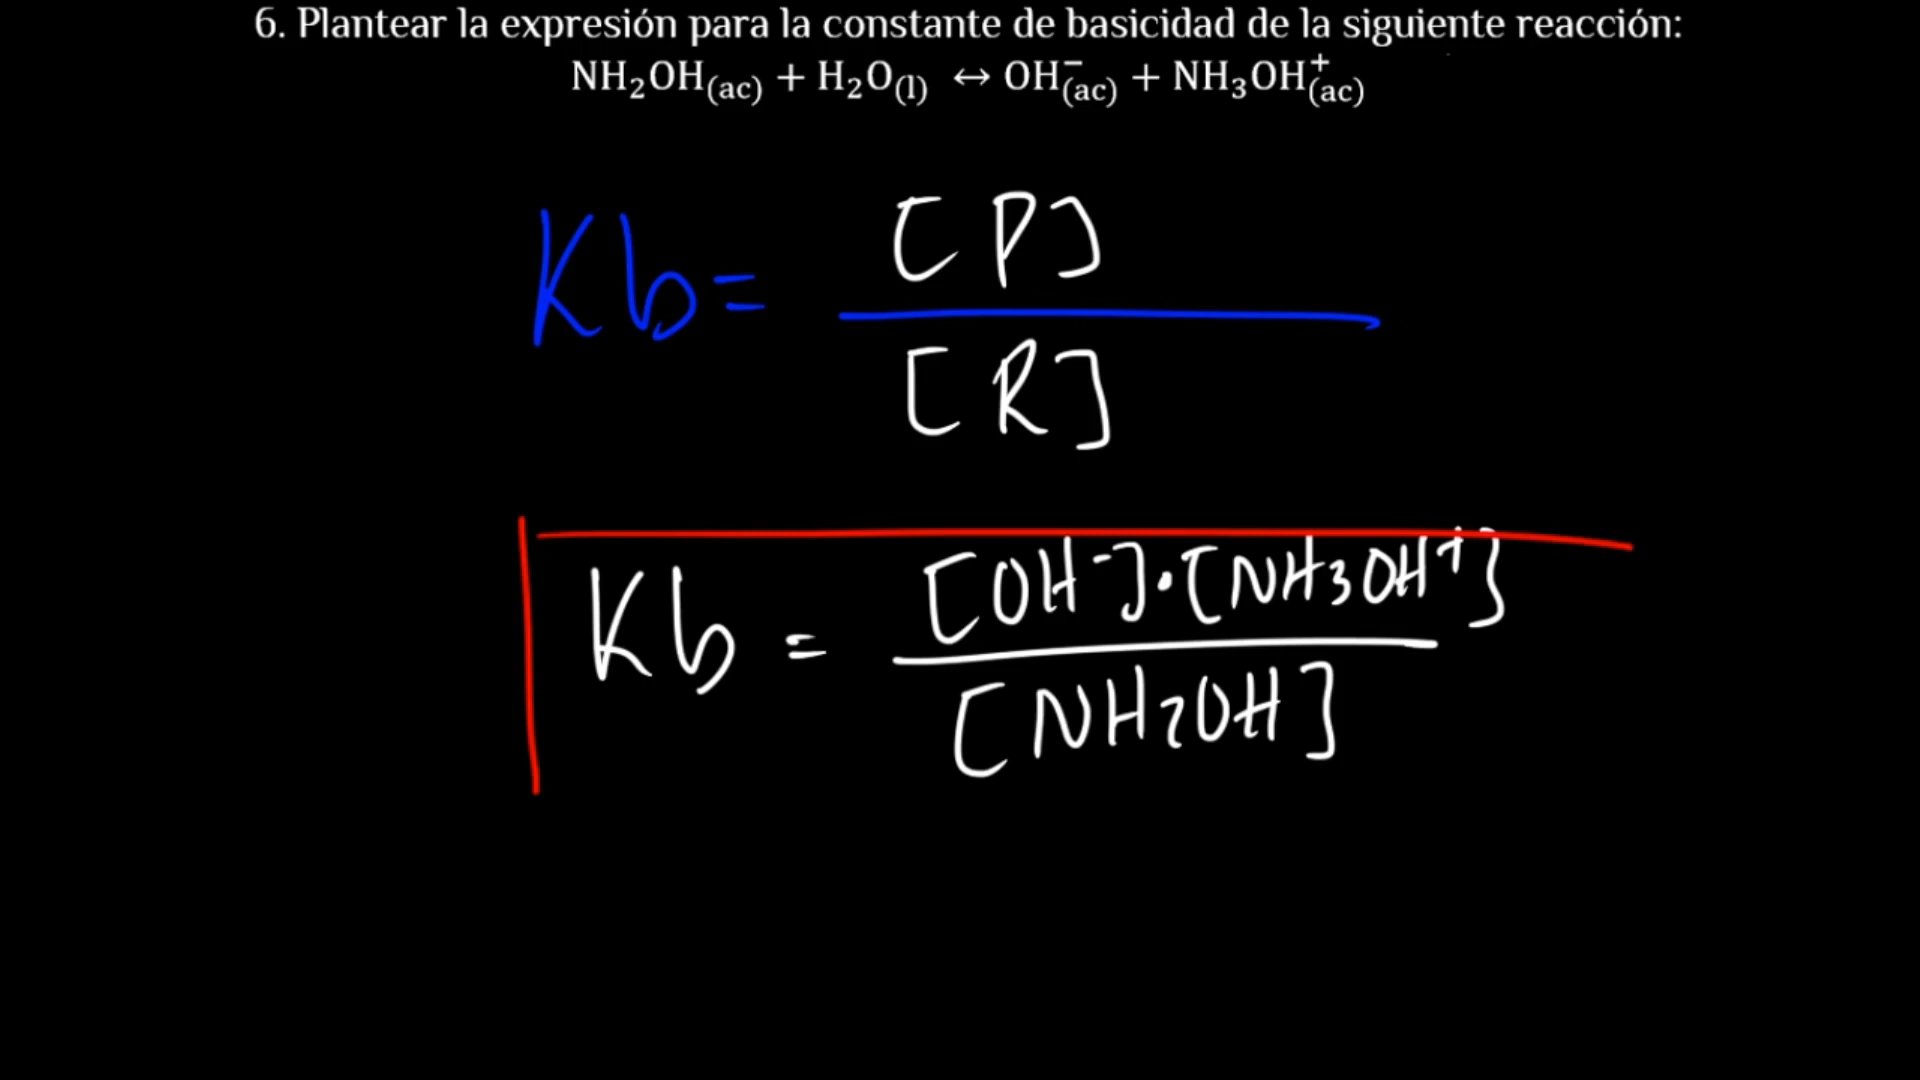 6. Plantear la expresión para la constante de basicidad de la siguiente reacción:
NH₂OH(ac) + H₂O(l) ↔ OH⁻(ac) + NH₃OH⁺(ac)
Kb = [P]
[R]
Kb = [OH⁻]·[NH₃OH⁺]
[NH₂OH]